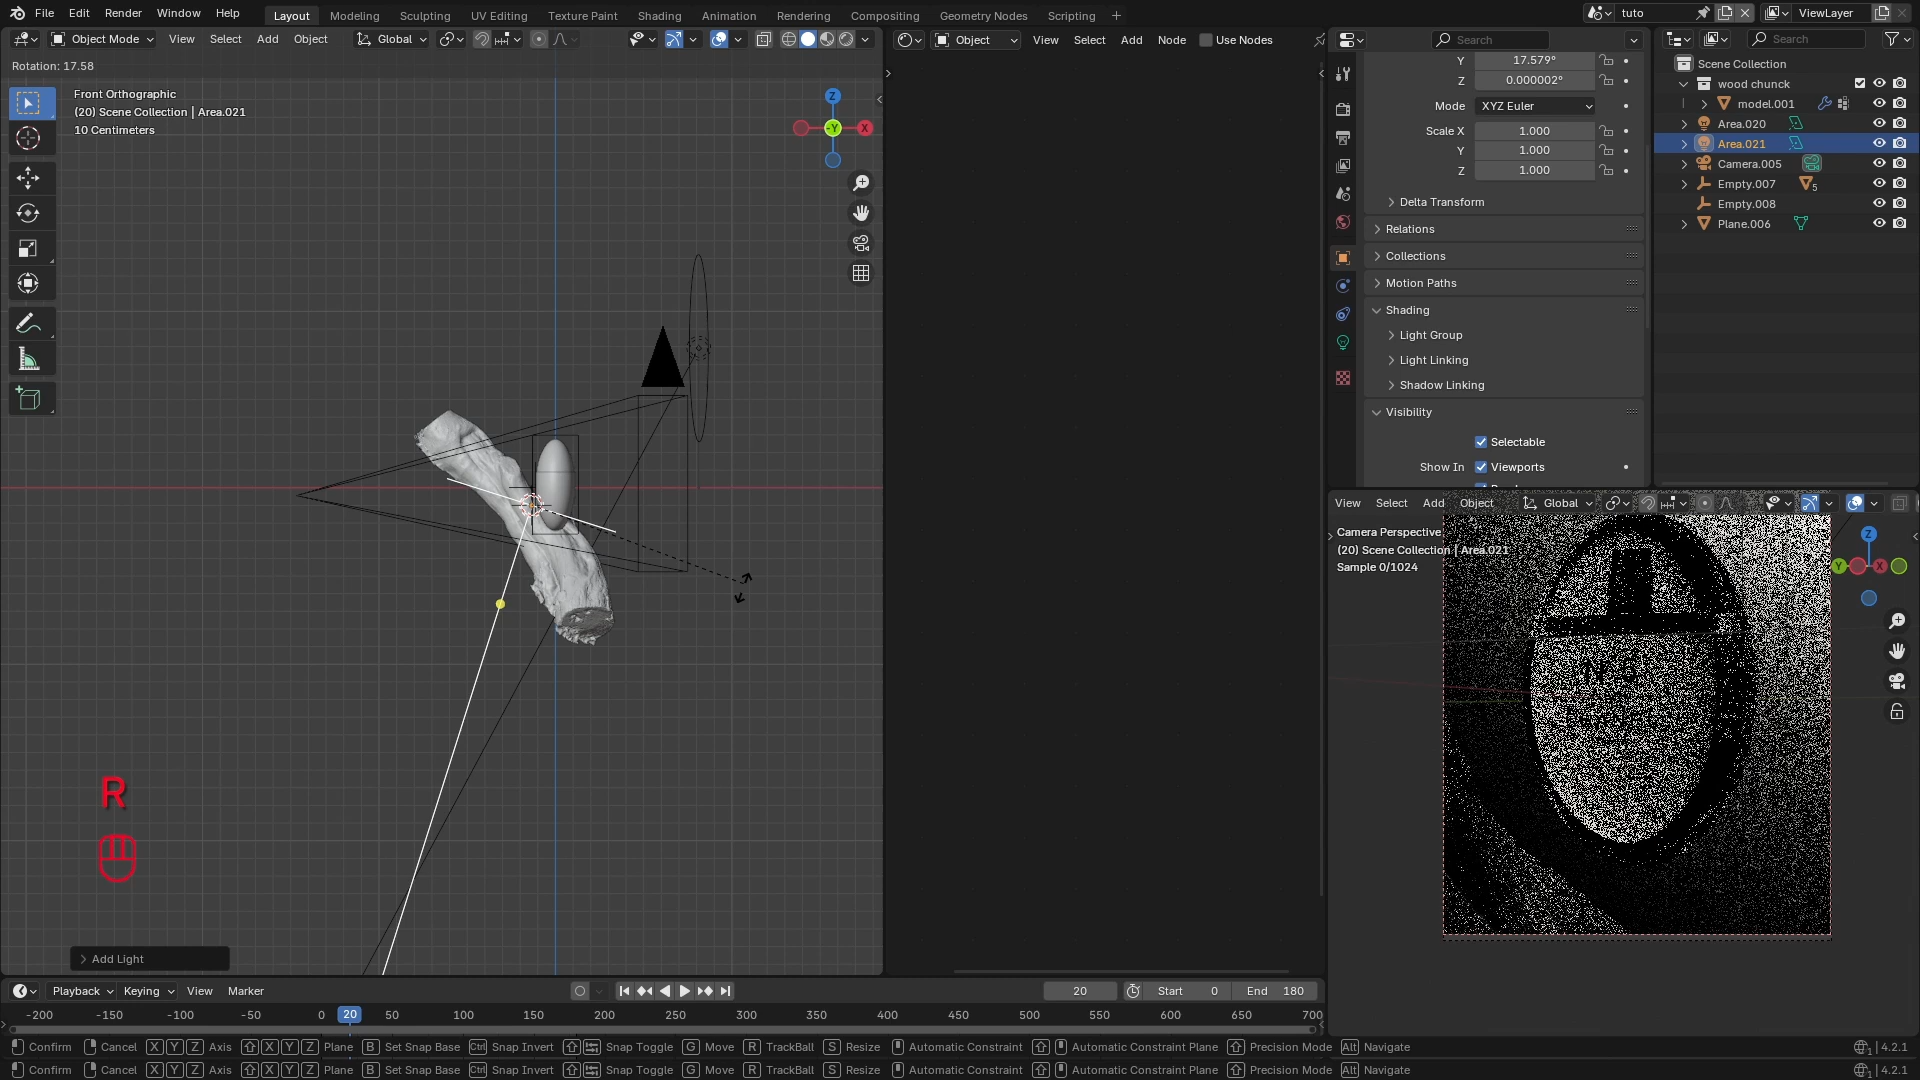 File Edit Render Window Help Layout Modeling Sculpting UV Editing Texture Paint Shading Animation Rendering Compositing Geometry Nodes Scripting + tuto ViewLayer
Object Mode View Select Add Object Global Object View Select Add Node Use Nodes Search Search
Rotation: 17.58
Front Orthographic
(20) Scene Collection | Area.021
10 Centimeters
Z
-Y
X
Y 17.579°
Z 0.000002°
Mode XYZ Euler
Scale X 1.000
Y 1.000
Z 1.000
Delta Transform
Relations
Collections
Motion Paths
Shading
Light Group
Light Linking
Shadow Linking
Visibility
Selectable
Show In Viewports
Scene Collection
wood chunck
model.001
Area.020
Area.021
Camera.005
Empty.007 5
Empty.008
Plane.006
View Select Add Object Global
Camera Perspective
(20) Scene Collection | Area.021
Sample 0/1024
Z
Y X
R
Add Light
Playback Keying View Marker 20 Start 0 End 180
-200 -150 -100 -50 0 20 50 100 150 200 250 300 350 400 450 500 550 600 650 700
Confirm Cancel X Y Z Axis X Y Z Plane B Set Snap Base Ctrl Snap Invert Snap Toggle G Move R TrackBall S Resize Automatic Constraint Automatic Constraint Plane Precision Mode Alt Navigate 1 4.2.1
Confirm Cancel X Y Z Axis X Y Z Plane B Set Snap Base Ctrl Snap Invert Snap Toggle G Move R TrackBall S Resize Automatic Constraint Automatic Constraint Plane Precision Mode Alt Navigate 1 4.2.1